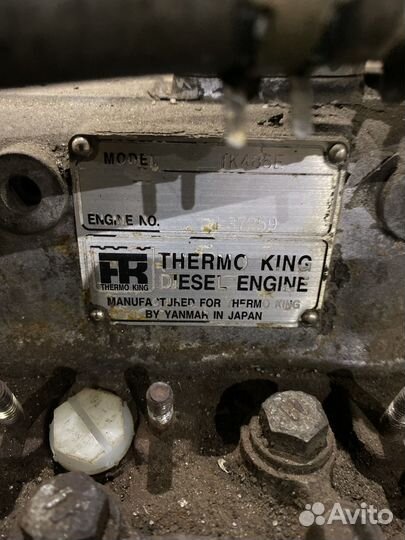 MODEL TK486E
ENGINE NO.
TK THERMO KING
THERMO KING
DIESEL ENGINE
MANUFACTURED FOR THERMO KING
BY YANMAR IN JAPAN
Avito